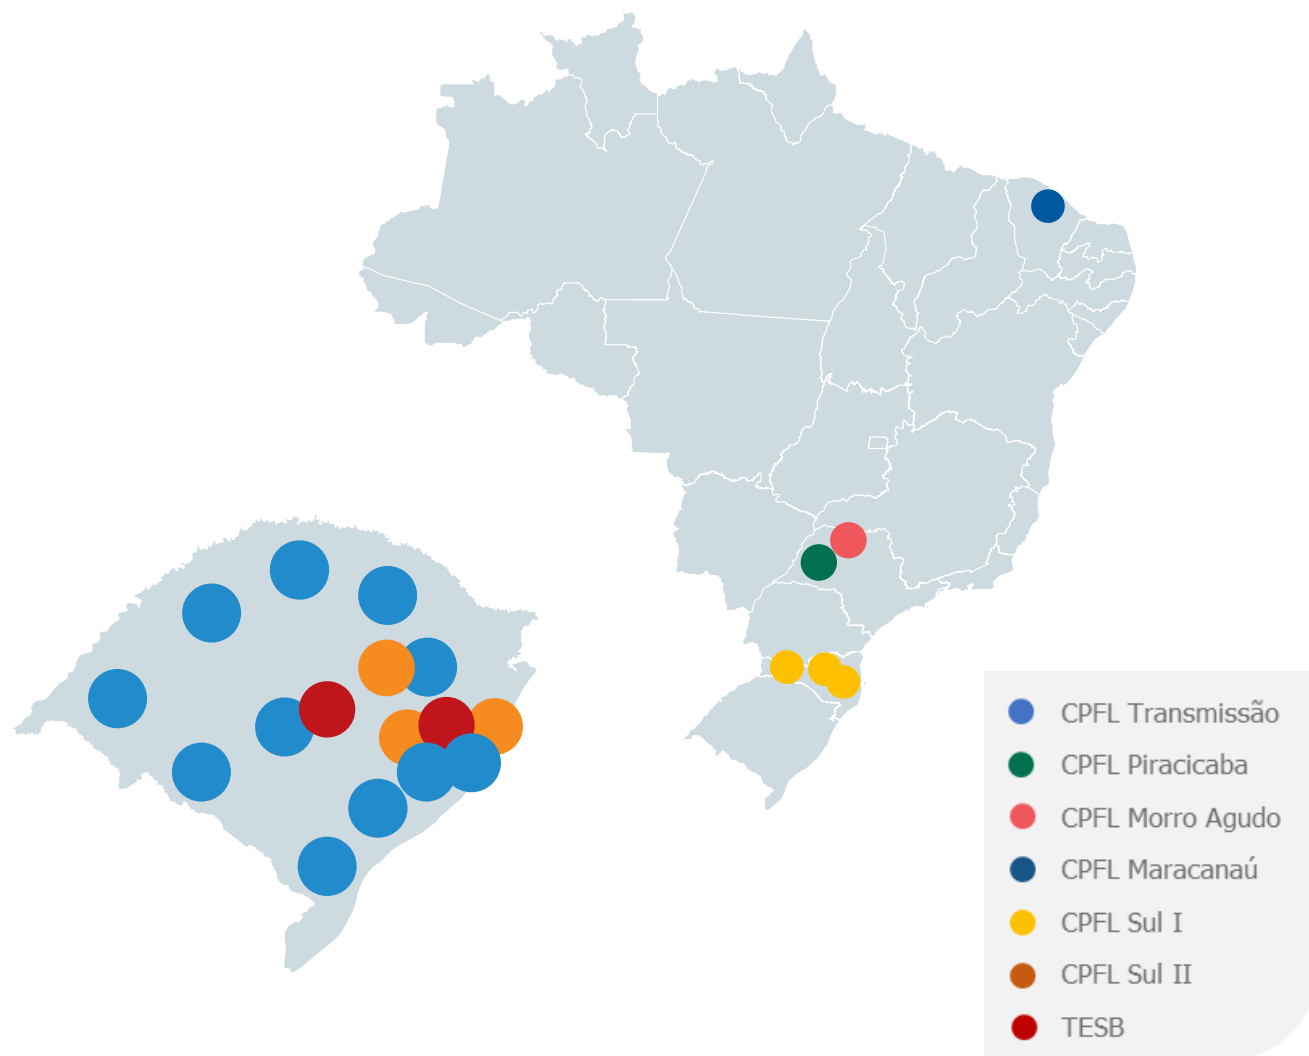 CPFL Transmissão
CPFL Piracicaba
CPFL Morro Agudo
CPFL Maracanaú
CPFL Sul I
CPFL Sul II
TESB